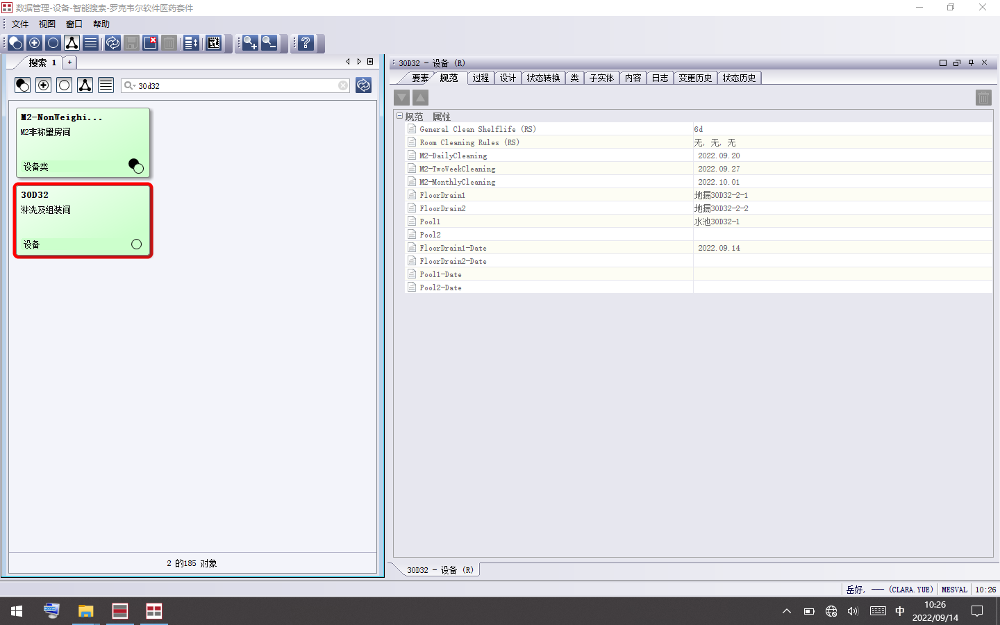 数据管理-设备-智能搜索-罗克韦尔软件医药套件
文件 视图 窗口 帮助
搜索 1 +
30d32
M2-NonWeighi...
M2非称量房间
设备类
30D32
淋洗及组装间
设备
2 的185 对象
30D32 - 设备 (R)
要素 规范 过程 设计 状态转换 类 子实体 内容 日志 变更历史 状态历史
规范 属性
General Clean Shelflife (RS) 6d
Room Cleaning Rules (RS) 无, 无, 无
M2-DailyCleaning 2022.09.20
M2-TwoWeekCleaning 2022.09.27
M2-MonthlyCleaning 2022.10.01
FloorDrain1 地漏30D32-2-1
FloorDrain2 地漏30D32-2-2
Pool1 水池30D32-1
Pool2
FloorDrain1-Date 2022.09.14
FloorDrain2-Date
Pool1-Date
Pool2-Date
30D32 - 设备 (R)
岳好, 一一 (CLARA.YUE) MESVAL 10:26
中
10:26
2022/09/14